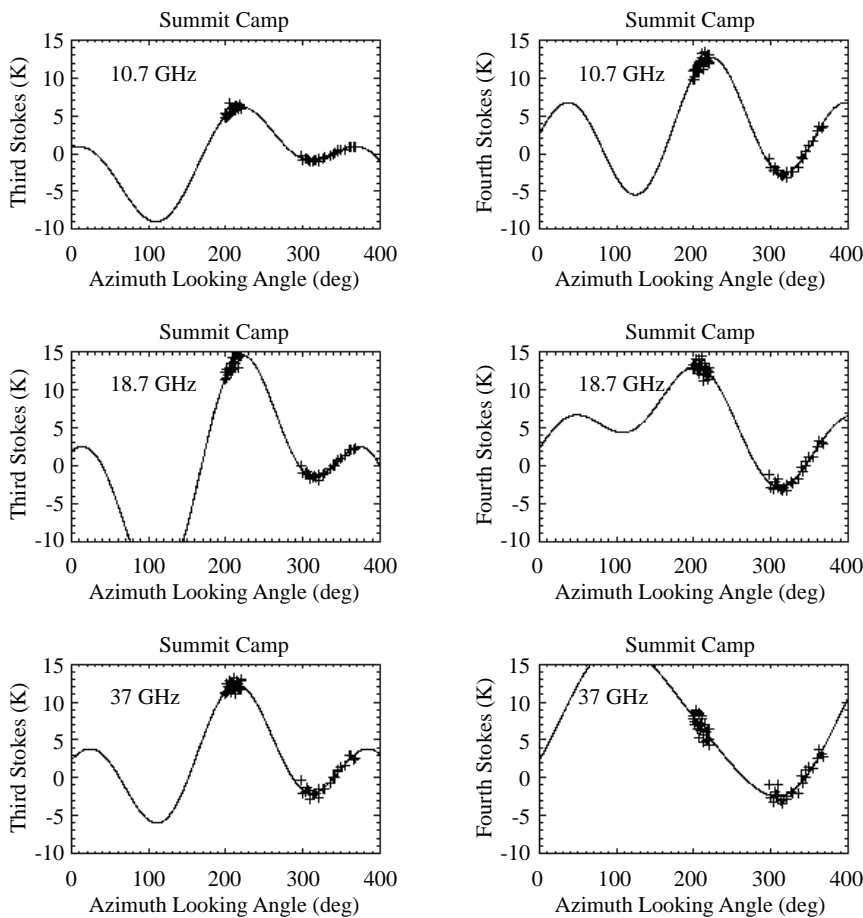 Summit Camp
Summit Camp
15
10
5
0
-5
-10
Third Stokes (K)
10.7 GHz
0 100 200 300 400
Azimuth Looking Angle (deg)
15
10
5
0
-5
-10
Fourth Stokes (K)
10.7 GHz
0 100 200 300 400
Azimuth Looking Angle (deg)
Summit Camp
Summit Camp
15
10
5
0
-5
-10
Third Stokes (K)
18.7 GHz
0 100 200 300 400
Azimuth Looking Angle (deg)
15
10
5
0
-5
-10
Fourth Stokes (K)
18.7 GHz
0 100 200 300 400
Azimuth Looking Angle (deg)
Summit Camp
Summit Camp
15
10
5
0
-5
-10
Third Stokes (K)
37 GHz
0 100 200 300 400
Azimuth Looking Angle (deg)
15
10
5
0
-5
-10
Fourth Stokes (K)
37 GHz
0 100 200 300 400
Azimuth Looking Angle (deg)